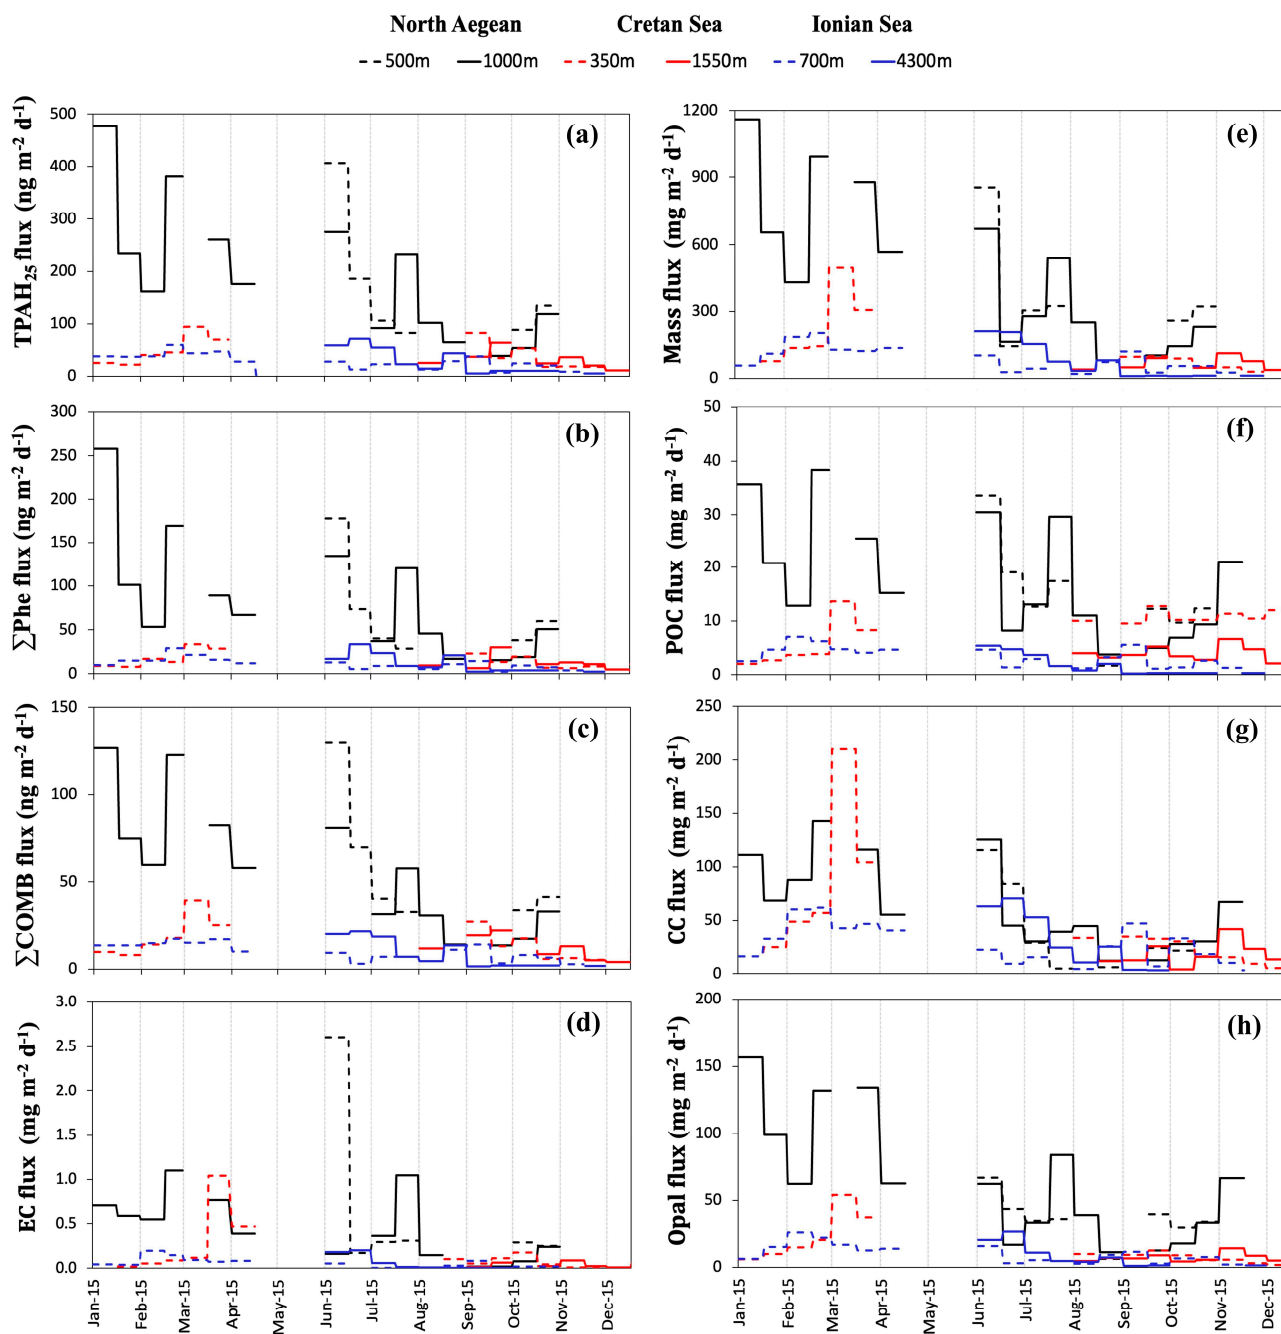 North Aegean Cretan Sea Ionian Sea
500m 1000m 350m 1550m 700m 4300m
(a)
TPAH₂₅ flux (ng m⁻² d⁻¹)
500
400
300
200
100
0
(b)
∑Phe flux (ng m⁻² d⁻¹)
300
250
200
150
100
50
0
(c)
∑COMB flux (ng m⁻² d⁻¹)
150
100
50
0
(d)
EC flux (mg m⁻² d⁻¹)
3.0
2.5
2.0
1.5
1.0
0.5
0.0
Jan-15
Feb-15
Mar-15
Apr-15
May-15
Jun-15
Jul-15
Aug-15
Sep-15
Oct-15
Nov-15
Dec-15
(e)
Mass flux (mg m⁻² d⁻¹)
1200
900
600
300
0
(f)
POC flux (mg m⁻² d⁻¹)
50
40
30
20
10
0
(g)
CC flux (mg m⁻² d⁻¹)
250
200
150
100
50
0
(h)
Opal flux (mg m⁻² d⁻¹)
200
150
100
50
0
Jan-15
Feb-15
Mar-15
Apr-15
May-15
Jun-15
Jul-15
Aug-15
Sep-15
Oct-15
Nov-15
Dec-15